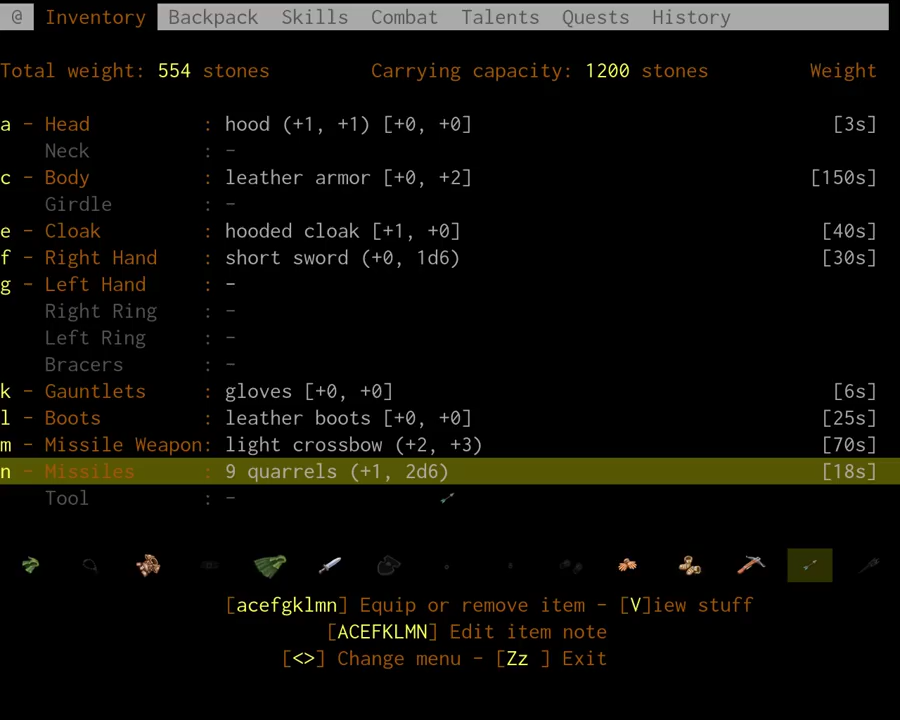 @ Inventory Backpack Skills Combat Talents Quests History
Total weight: 554 stones Carrying capacity: 1200 stones Weight
a - Head : hood (+1, +1) [+0, +0] [3s]
Neck : -
c - Body : leather armor [+0, +2] [150s]
Girdle : -
e - Cloak : hooded cloak [+1, +0] [40s]
f - Right Hand : short sword (+0, 1d6) [30s]
g - Left Hand : -
Right Ring : -
Left Ring : -
Bracers : -
k - Gauntlets : gloves [+0, +0] [6s]
l - Boots : leather boots [+0, +0] [25s]
m - Missile Weapon: light crossbow (+2, +3) [70s]
n - Missiles : 9 quarrels (+1, 2d6) [18s]
Tool : -
[acefgklmn] Equip or remove item - [V]iew stuff
[ACEFKLMN] Edit item note
[<>] Change menu - [Zz ] Exit